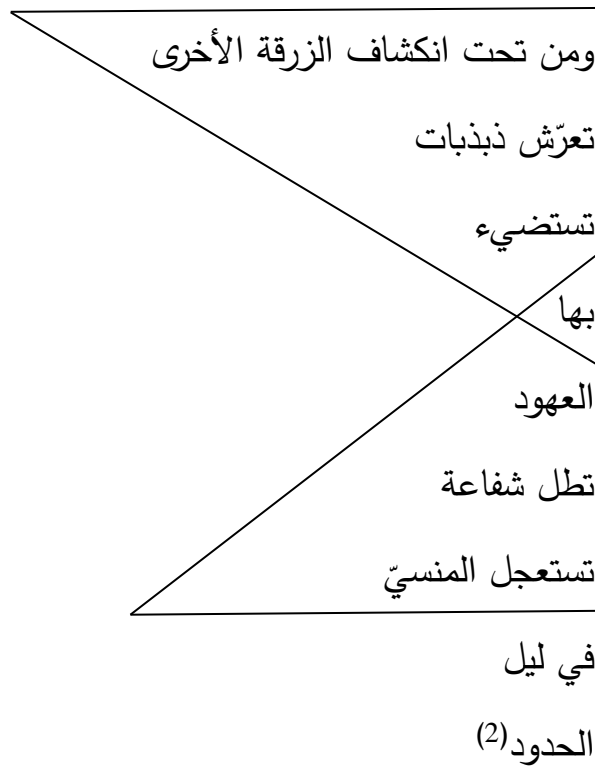 ومن تحت انكشاف الزرقة الأخرى
تعرّش ذبذبات
تستضيء
بها
العهود
تطل شفاعة
تستعجل المنسيّ
في ليل
الحدود(2)